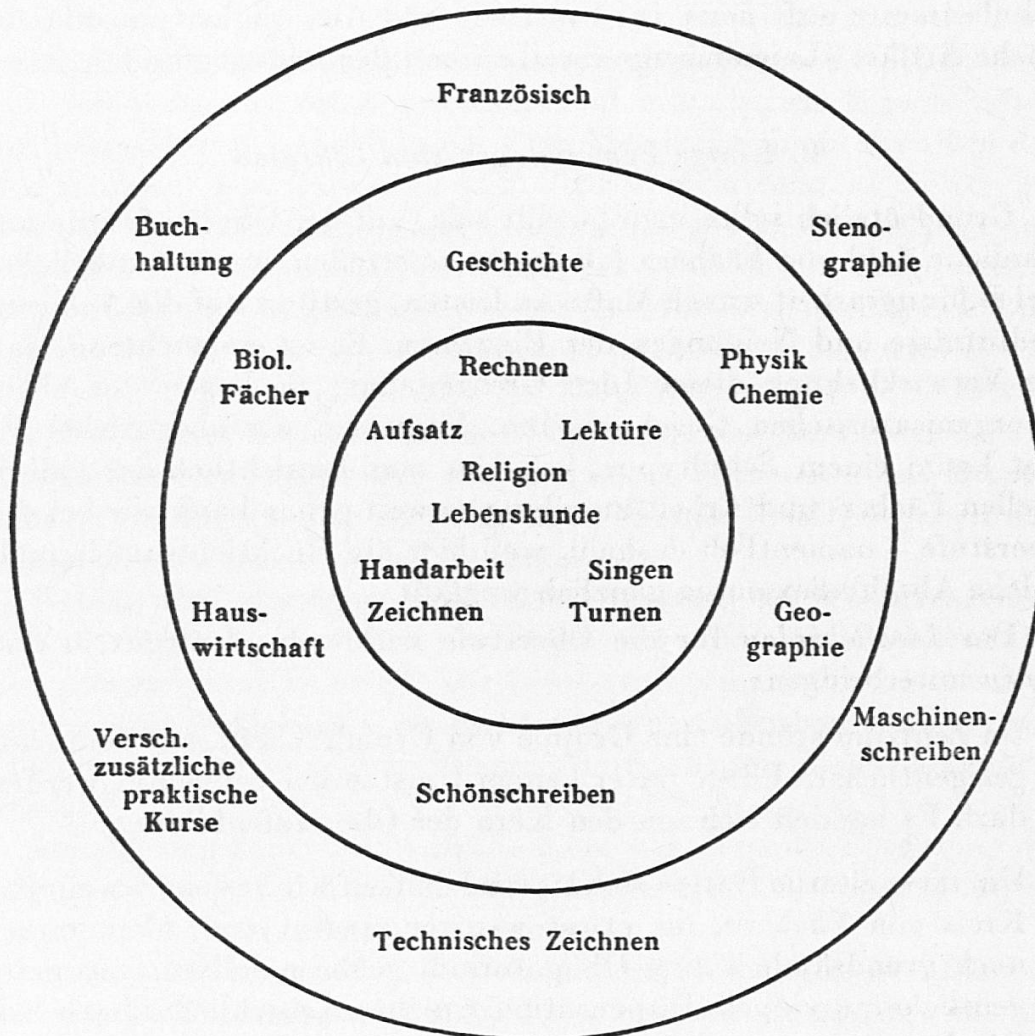 Französisch
Buch-
haltung
Steno-
graphie
Geschichte
Biol.
Fächer
Physik
Chemie
Rechnen
Aufsatz Lektüre
Religion
Lebenskunde
Handarbeit Singen
Zeichnen Turnen
Haus-
wirtschaft
Geo-
graphie
Maschinen-
schreiben
Versch.
zusätzliche
praktische
Kurse
Schönschreiben
Technisches Zeichnen